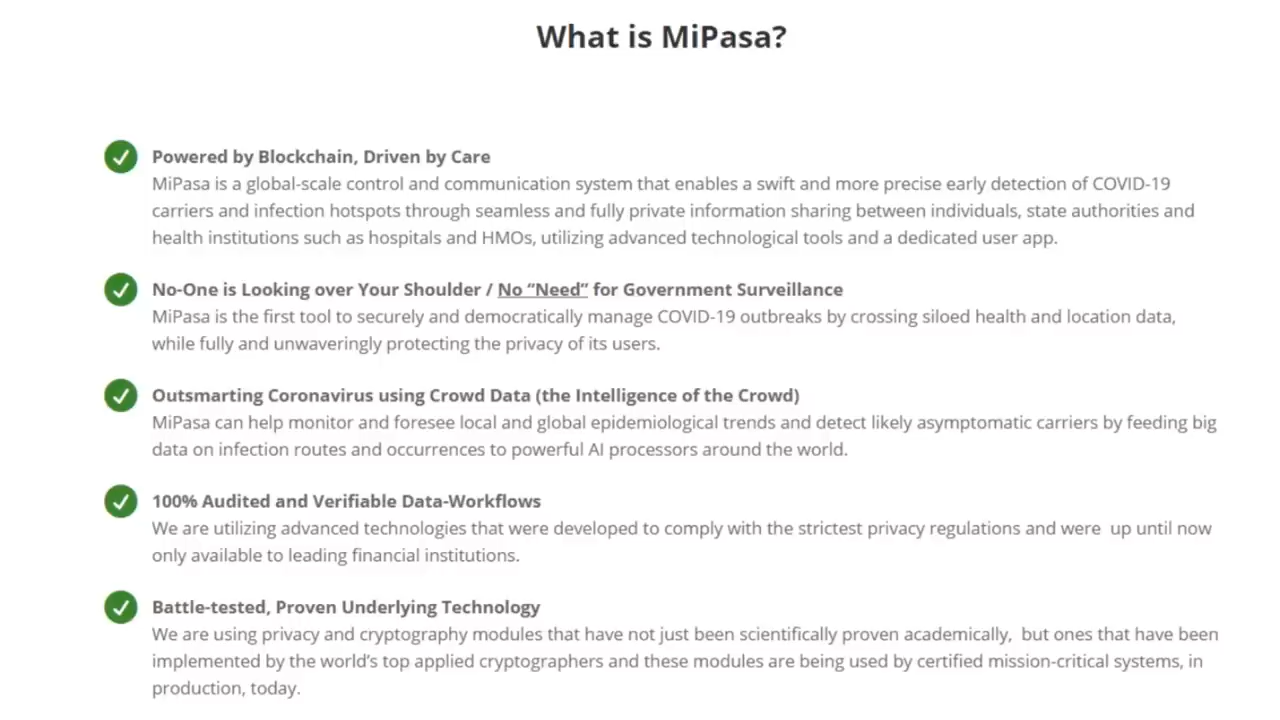 What is MiPasa?
Powered by Blockchain, Driven by Care
MiPasa is a global-scale control and communication system that enables a swift and more precise early detection of COVID-19
carriers and infection hotspots through seamless and fully private information sharing between individuals, state authorities and
health institutions such as hospitals and HMOs, utilizing advanced technological tools and a dedicated user app.
No-One is Looking over Your Shoulder / No “Need” for Government Surveillance
MiPasa is the first tool to securely and democratically manage COVID-19 outbreaks by crossing siloed health and location data,
while fully and unwaveringly protecting the privacy of its users.
Outsmarting Coronavirus using Crowd Data (the Intelligence of the Crowd)
MiPasa can help monitor and foresee local and global epidemiological trends and detect likely asymptomatic carriers by feeding big
data on infection routes and occurrences to powerful AI processors around the world.
100% Audited and Verifiable Data-Workflows
We are utilizing advanced technologies that were developed to comply with the strictest privacy regulations and were  up until now
only available to leading financial institutions.
Battle-tested, Proven Underlying Technology
We are using privacy and cryptography modules that have not just been scientifically proven academically,  but ones that have been
implemented by the world’s top applied cryptographers and these modules are being used by certified mission-critical systems, in
production, today.